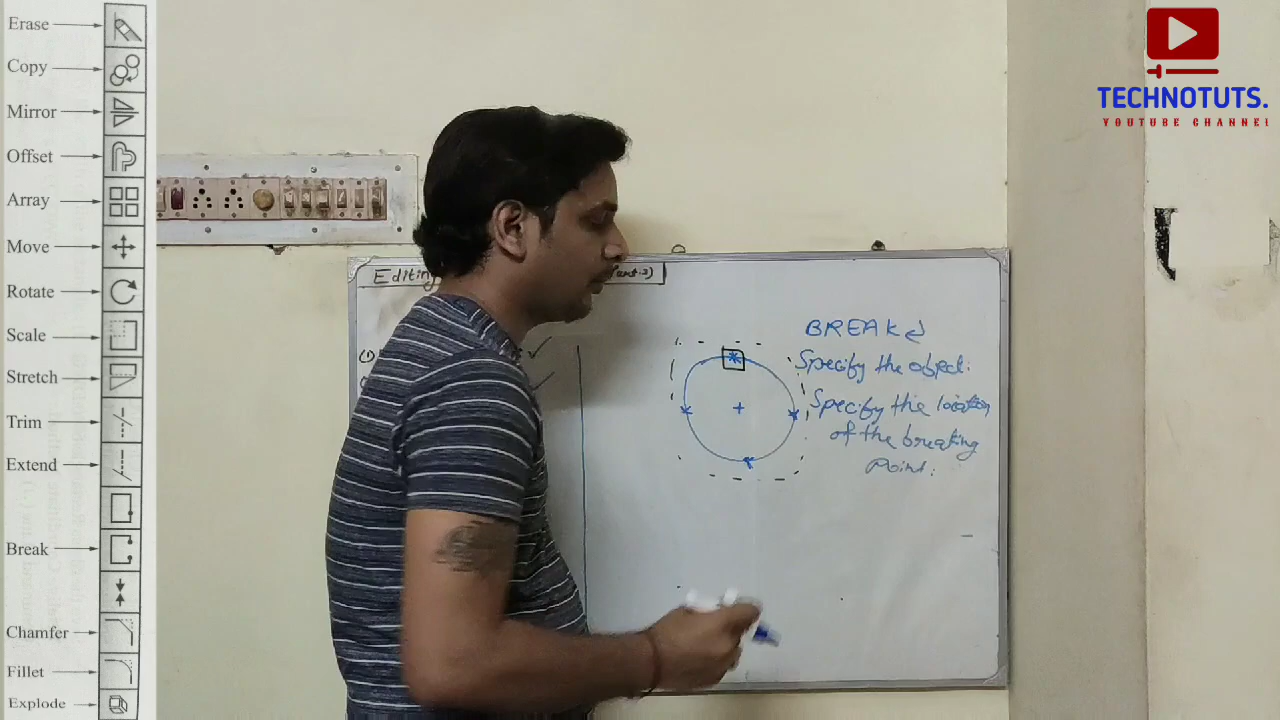 Erase
Copy
Mirror
Offset
Array
Move
Rotate
Scale
Stretch
Trim
Extend
Break
Chamfer
Fillet
Explode
TECHNOTUTS.
YOUTUBE CHANNEL
Editing
(1)
BREAK
Specify the object:
Specify the location
of the breaking
Point: